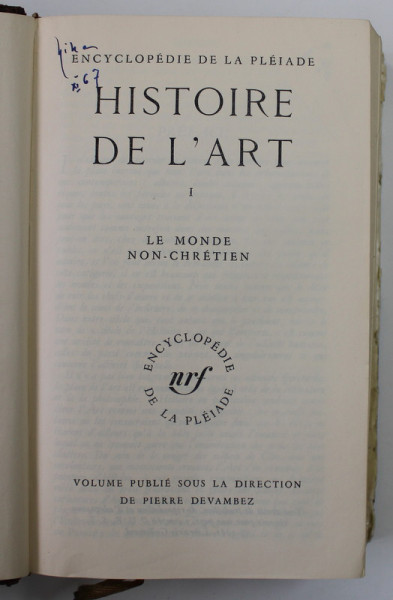 ENCYCLOPÉDIE DE LA PLÉIADE
HISTOIRE
DE L'ART
I
LE MONDE
NON-CHRÉTIEN
ENCYCLOPÉDIE
nrf
DE LA PLÉIADE
VOLUME PUBLIÉ SOUS LA DIRECTION
DE PIERRE DEVAMBEZ